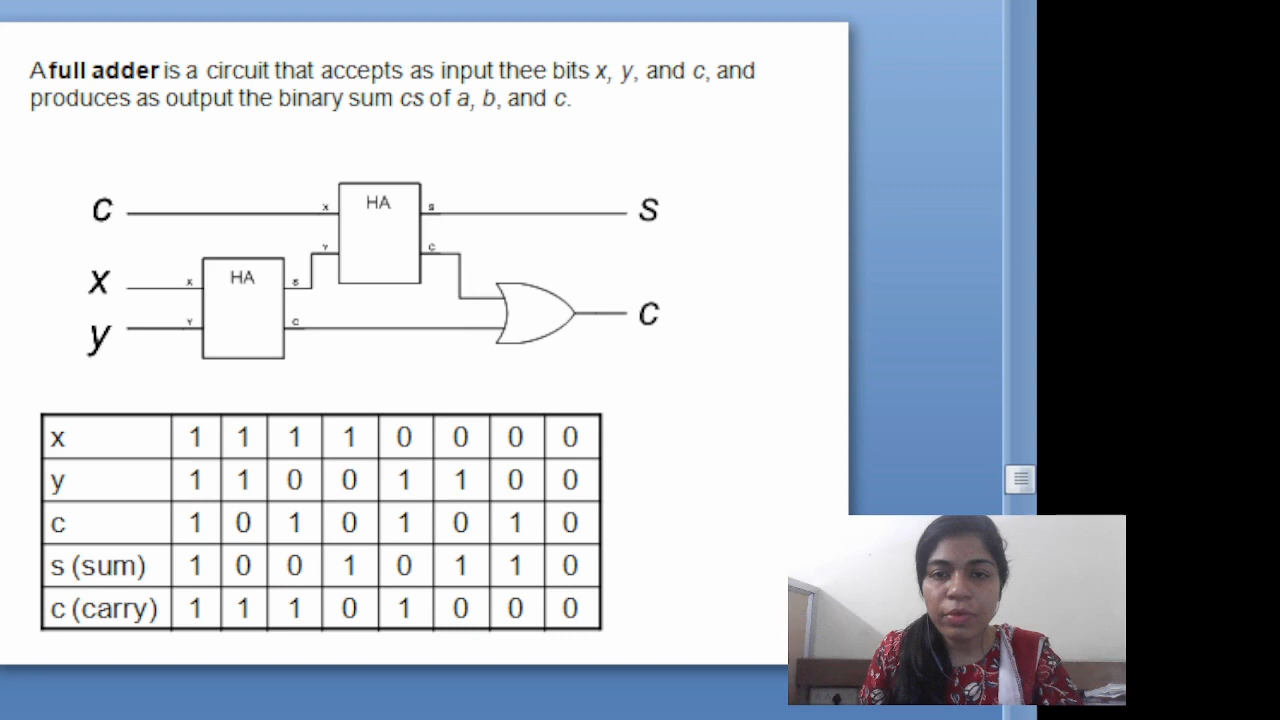 A full adder is a circuit that accepts as input thee bits x, y, and c, and
produces as output the binary sum cs of a, b, and c.
HA
C X S S
Y C
HA
X X S
C
y Y C
x 1 1 1 1 0 0 0 0
y 1 1 0 0 1 1 0 0
c 1 0 1 0 1 0 1 0
s (sum) 1 0 0 1 0 1 1 0
c (carry) 1 1 1 0 1 0 0 0